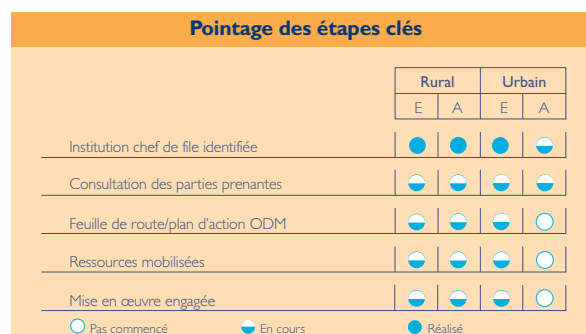 Pointage des étapes clés
Rural Urbain
E A E A
Institution chef de file identifiée
Consultation des parties prenantes
Feuille de route/plan d'action ODM
Ressources mobilisées
Mise en œuvre engagée
Pas commencé En cours Réalisé